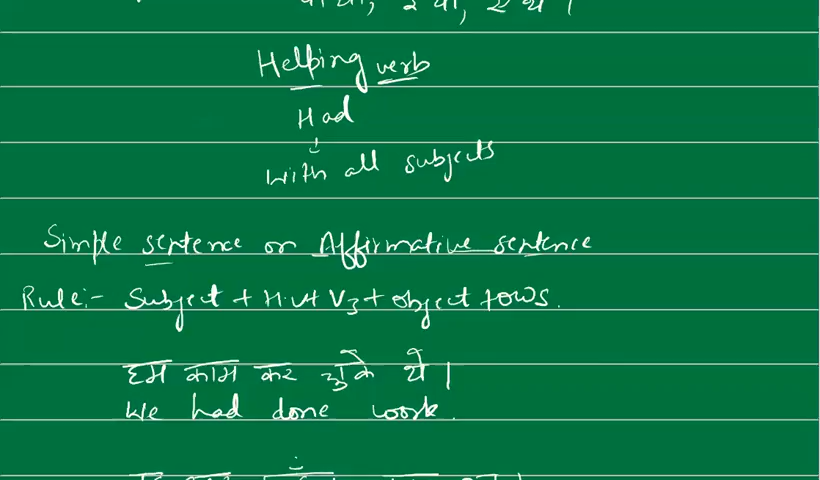 Helping verb
Had
with all subjects
Simple sentence or Affirmative sentence
Rule:- Subject + H.V + V3 + object + ows.
हम काम कर चुके थे।
We had done work.